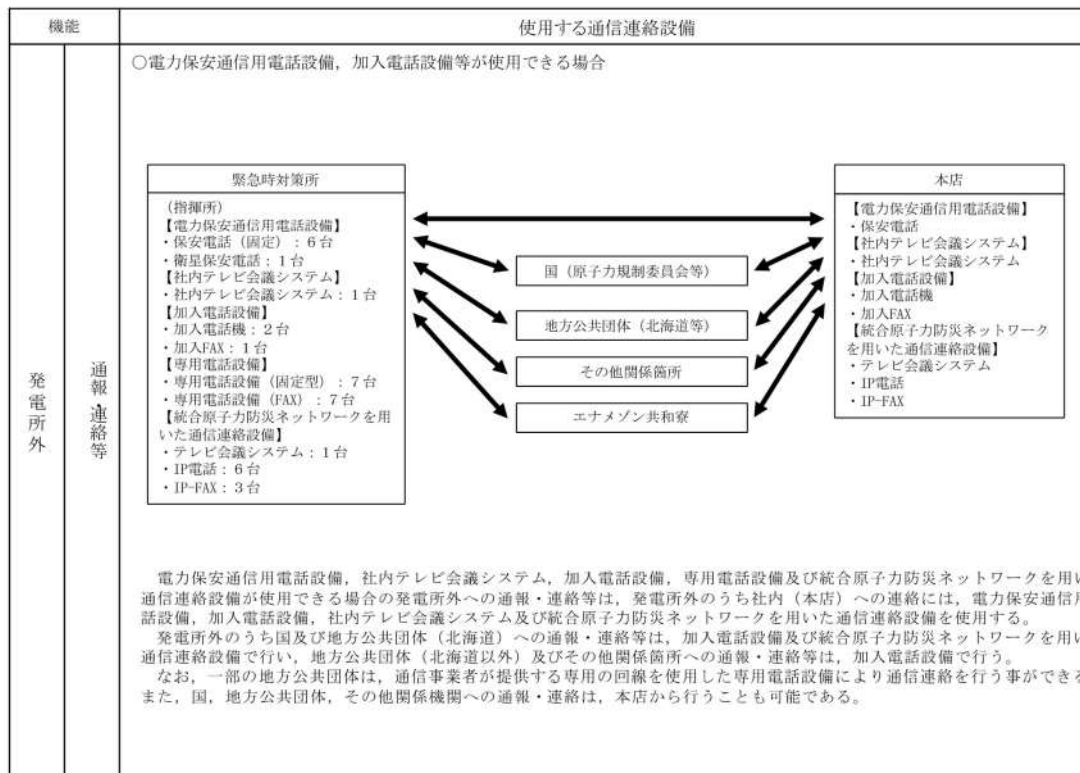 機能
使用する通信連絡設備
発電所外
通報・連絡等
○電力保安通信用電話設備,加入電話設備等が使用できる場合
緊急時対策所
(指揮所)
【電力保安通信用電話設備】
・保安電話(固定):6台
・衛星保安電話:1台
【社内テレビ会議システム】
・社内テレビ会議システム:1台
【加入電話設備】
・加入電話機:2台
・加入FAX:1台
【専用電話設備】
・専用電話設備(固定型):7台
・専用電話設備(FAX):7台
【統合原子力防災ネットワークを用
いた通信連絡設備】
・テレビ会議システム:1台
・IP電話:6台
・IP-FAX:3台
国(原子力規制委員会等)
地方公共団体(北海道等)
その他関係箇所
エナメゾン共和寮
本店
【電力保安通信用電話設備】
・保安電話
【社内テレビ会議システム】
・社内テレビ会議システム
【加入電話設備】
・加入電話機
・加入FAX
【統合原子力防災ネットワーク
を用いた通信連絡設備】
・テレビ会議システム
・IP電話
・IP-FAX
電力保安通信用電話設備,社内テレビ会議システム,加入電話設備,専用電話設備及び統合原子力防災ネットワークを用い
通信連絡設備が使用できる場合の発電所外への通報・連絡等は,発電所外のうち社内(本店)への連絡には,電力保安通信用
話設備,加入電話設備,社内テレビ会議システム及び統合原子力防災ネットワークを用いた通信連絡設備を使用する。
発電所外のうち国及び地方公共団体(北海道)への通報・連絡等は,加入電話設備及び統合原子力防災ネットワークを用い
通信連絡設備で行い,地方公共団体(北海道以外)及びその他関係箇所への通報・連絡等は,加入電話設備で行う。
なお,一部の地方公共団体は,通信事業者が提供する専用の回線を使用した専用電話設備により通信連絡を行う事ができる
また,国,地方公共団体,その他関係機関への通報・連絡は,本店から行うことも可能である。